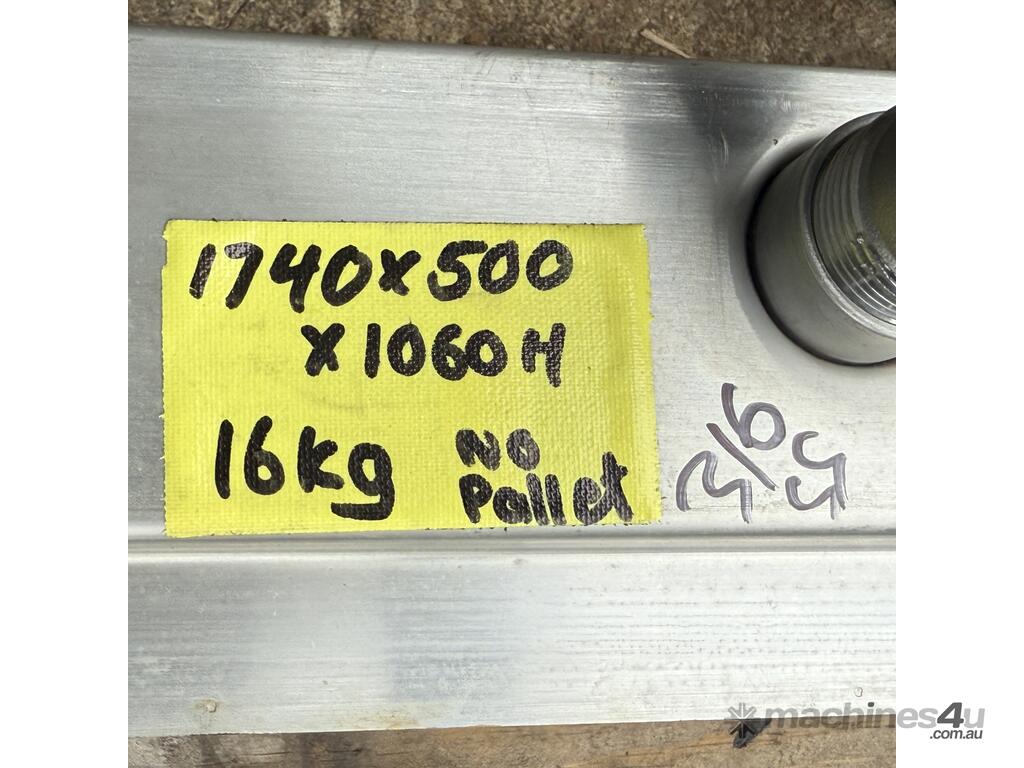 1740x500
x1060H
16kg NO
Pallet
machines4u
.com.au